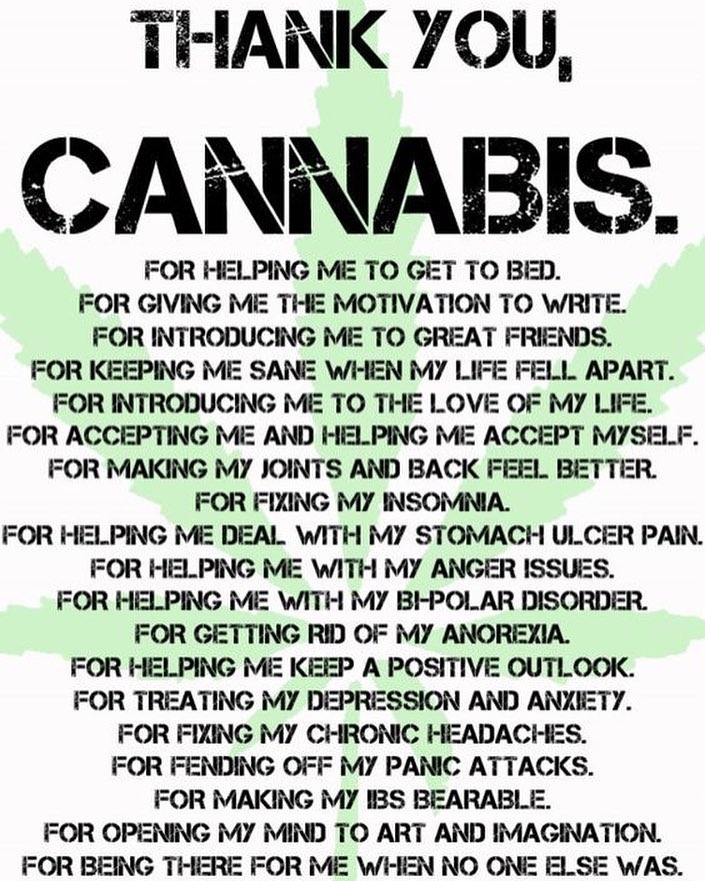 THANK YOU,
CANNABIS.
FOR HELPING ME TO GET TO BED.
FOR GIVING ME THE MOTIVATION TO WRITE.
FOR INTRODUCING ME TO GREAT FRIENDS.
FOR KEEPING ME SANE WHEN MY LIFE FELL APART.
FOR INTRODUCING ME TO THE LOVE OF MY LIFE.
FOR ACCEPTING ME AND HELPING ME ACCEPT MYSELF.
FOR MAKING MY JOINTS AND BACK FEEL BETTER.
FOR FIXING MY INSOMNIA.
FOR HELPING ME DEAL WITH MY STOMACH ULCER PAIN.
FOR HELPING ME WITH MY ANGER ISSUES.
FOR HELPING ME WITH MY BI-POLAR DISORDER.
FOR GETTING RID OF MY ANOREXIA.
FOR HELPING ME KEEP A POSITIVE OUTLOOK.
FOR TREATING MY DEPRESSION AND ANXIETY.
FOR FIXING MY CHRONIC HEADACHES.
FOR FENDING OFF MY PANIC ATTACKS.
FOR MAKING MY IBS BEARABLE.
FOR OPENING MY MIND TO ART AND IMAGINATION.
FOR BEING THERE FOR ME WHEN NO ONE ELSE WAS.